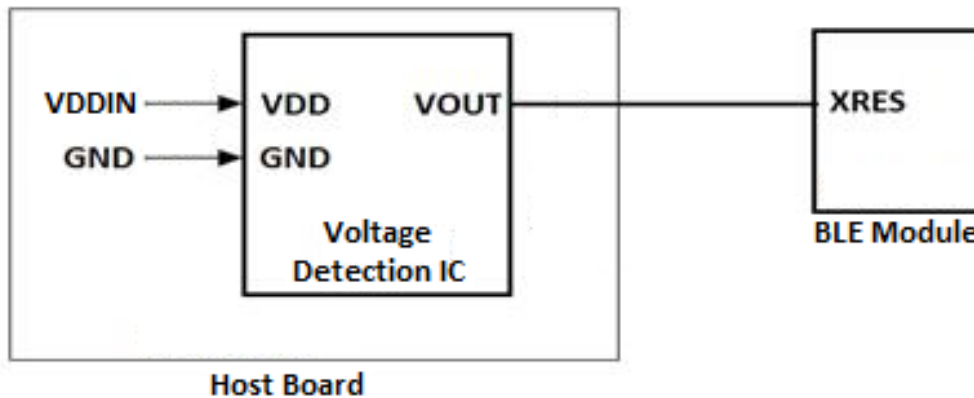 VDDIN
VDD
VOUT
XRES
GND
GND
Voltage
Detection IC
BLE Module
Host Board